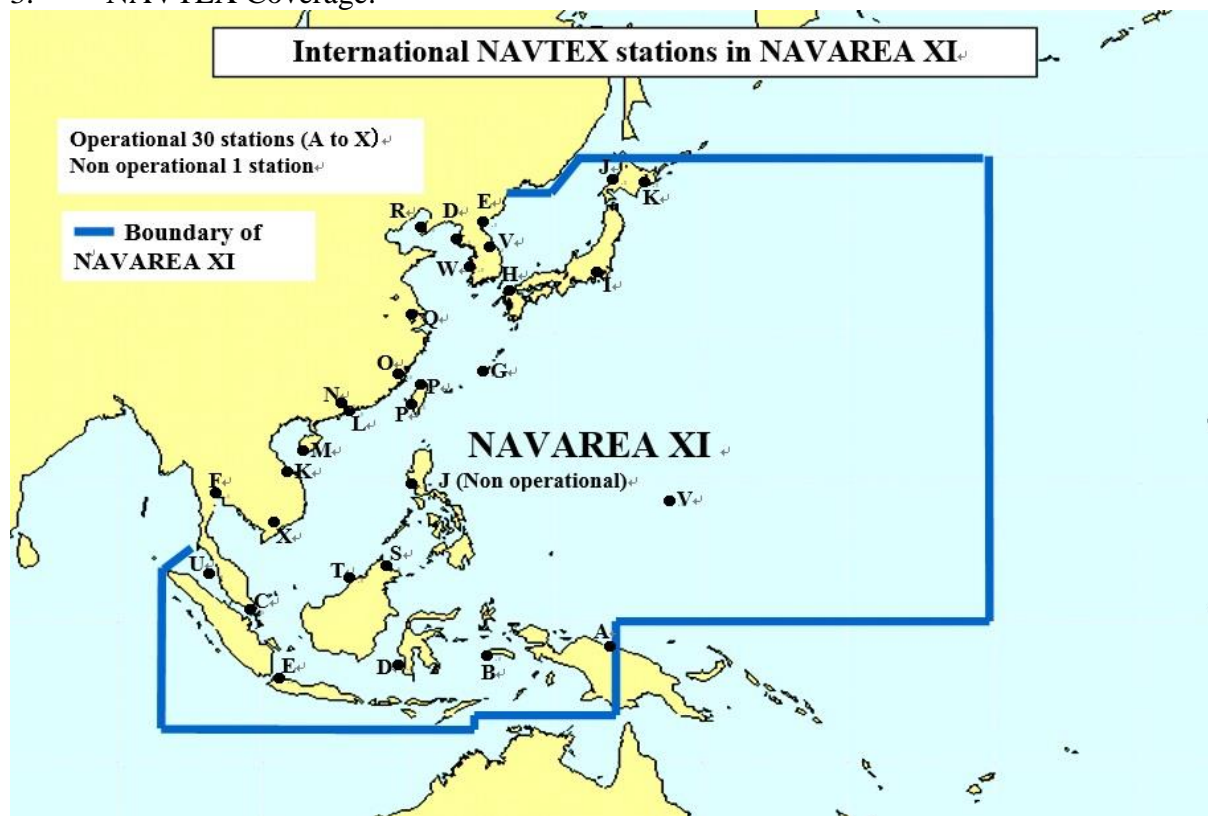 3. NAVTEX Coverage:
International NAVTEX stations in NAVAREA XI
Operational 30 stations (A to X)
Non operational 1 station
Boundary of
NAVAREA XI
J
K
R
D
E
V
W
H
I
Q
O
P
G
N
L
P
M
K
NAVAREA XI
J (Non operational)
V
F
X
S
U
T
C
A
E
D
B